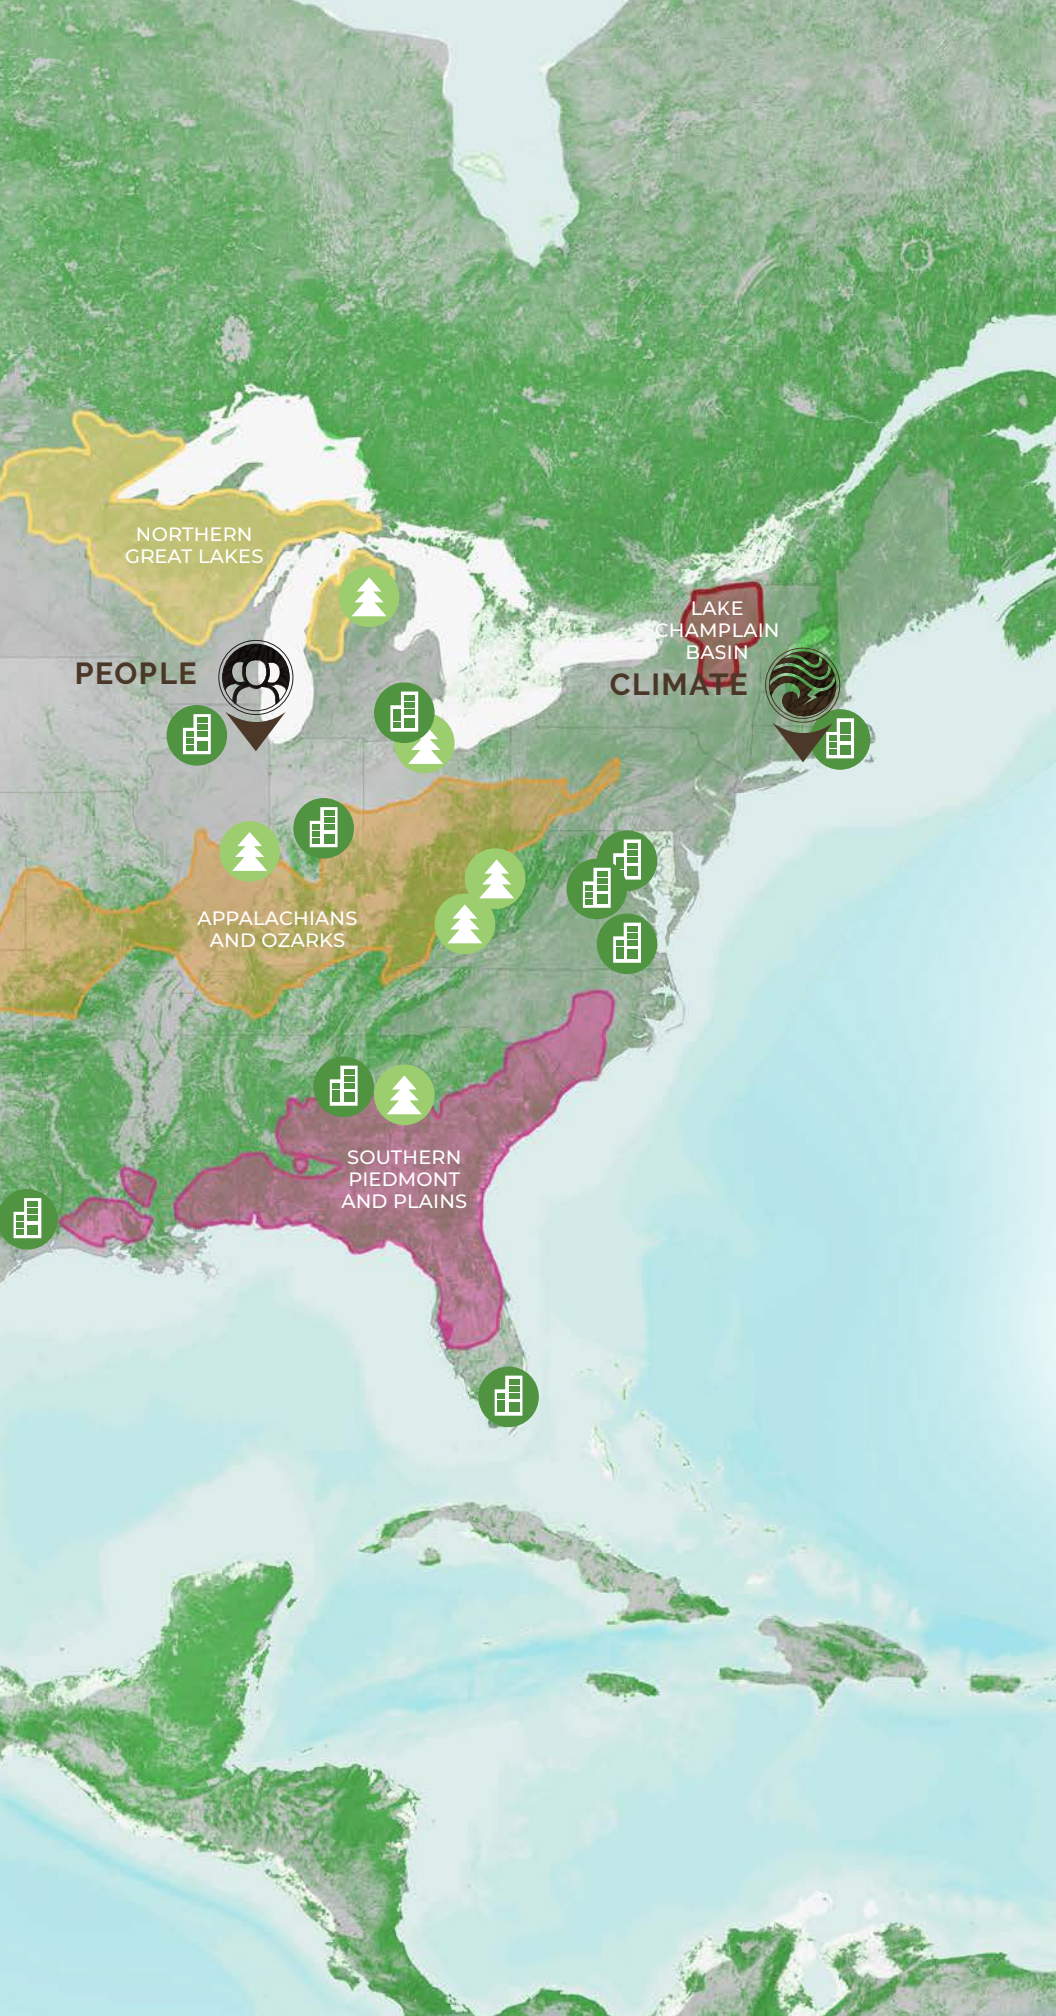 NORTHERN
GREAT LAKES
LAKE
CHAMPLAIN
BASIN
PEOPLE
CLIMATE
APPALACHIANS
AND OZARKS
SOUTHERN
PIEDMONT
AND PLAINS